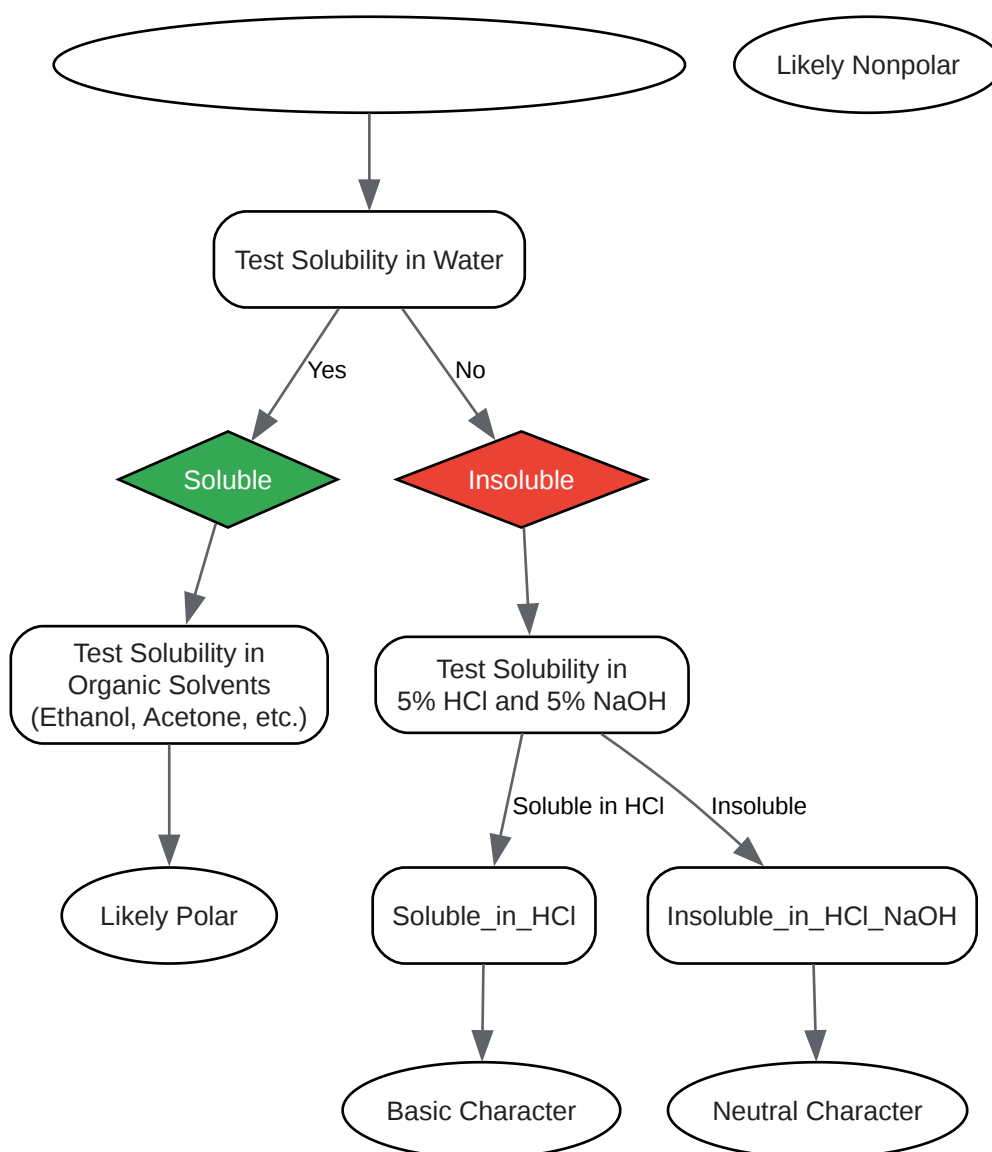 Likely Nonpolar
Test Solubility in Water
Yes
No
Soluble
Insoluble
Test Solubility in
Organic Solvents
(Ethanol, Acetone, etc.)
Test Solubility in
5% HCl and 5% NaOH
Soluble in HCl
Insoluble
Likely Polar
Soluble_in_HCl
Insoluble_in_HCl_NaOH
Basic Character
Neutral Character